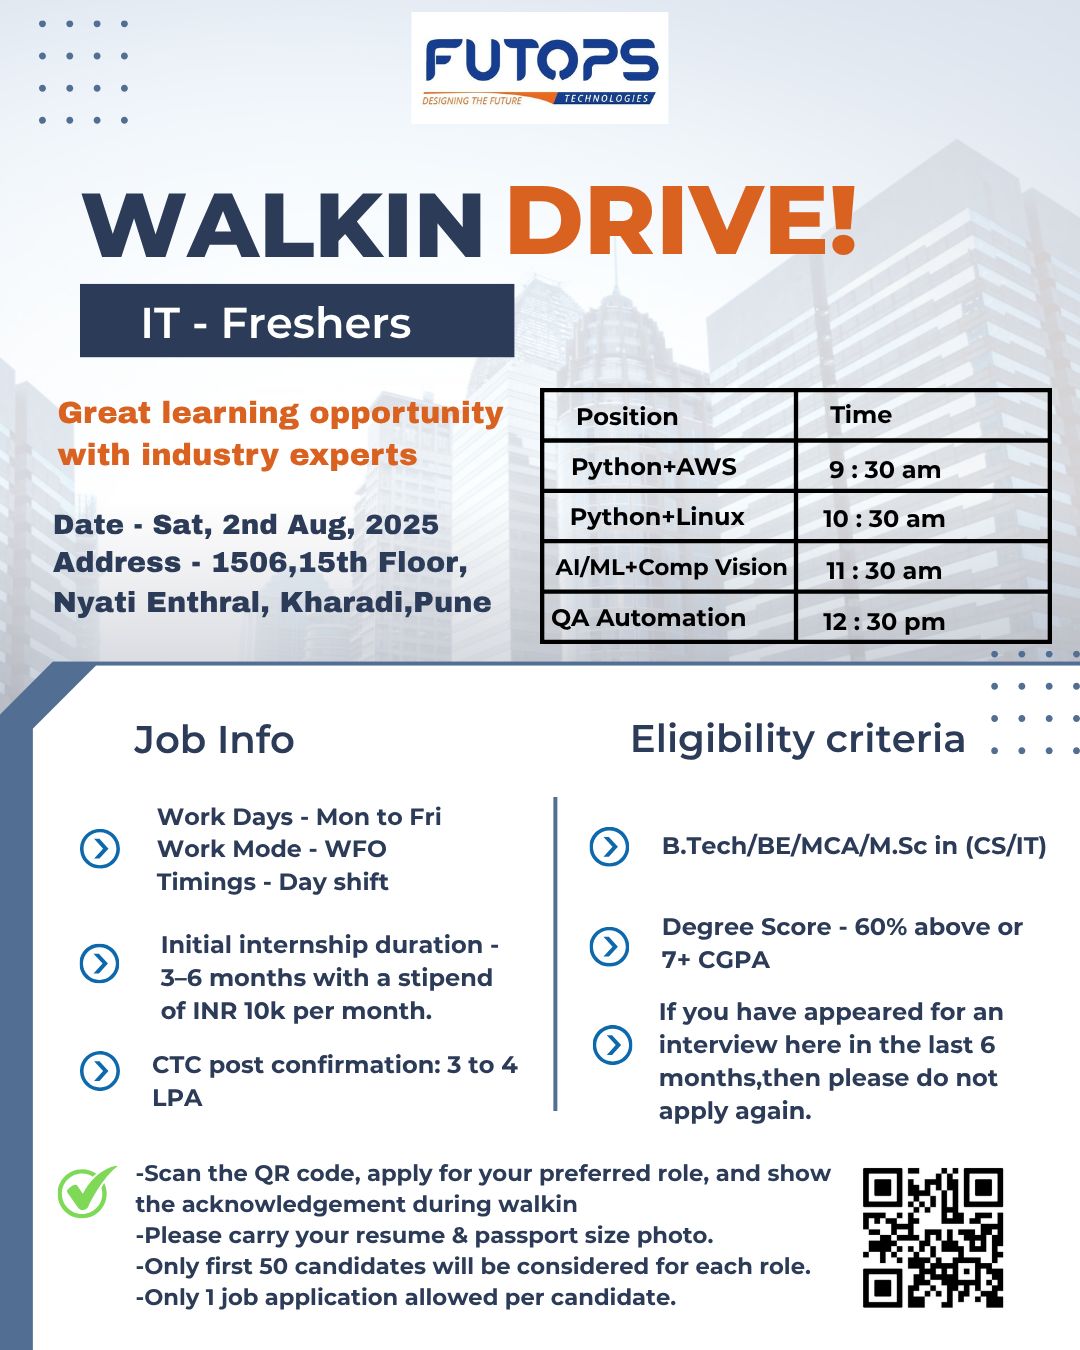 FUTOPS
DESIGNING THE FUTURE TECHNOLOGIES
WALKIN DRIVE!
IT - Freshers
Great learning opportunity
with industry experts
Date - Sat, 2nd Aug, 2025
Address - 1506,15th Floor,
Nyati Enthral, Kharadi,Pune
Position Time
Python+AWS 9 : 30 am
Python+Linux 10 : 30 am
AI/ML+Comp Vision 11 : 30 am
QA Automation 12 : 30 pm
Job Info
Work Days - Mon to Fri
Work Mode - WFO
Timings - Day shift
Initial internship duration -
3–6 months with a stipend
of INR 10k per month.
CTC post confirmation: 3 to 4
LPA
Eligibility criteria
B.Tech/BE/MCA/M.Sc in (CS/IT)
Degree Score - 60% above or
7+ CGPA
If you have appeared for an
interview here in the last 6
months,then please do not
apply again.
-Scan the QR code, apply for your preferred role, and show
the acknowledgement during walkin
-Please carry your resume & passport size photo.
-Only first 50 candidates will be considered for each role.
-Only 1 job application allowed per candidate.